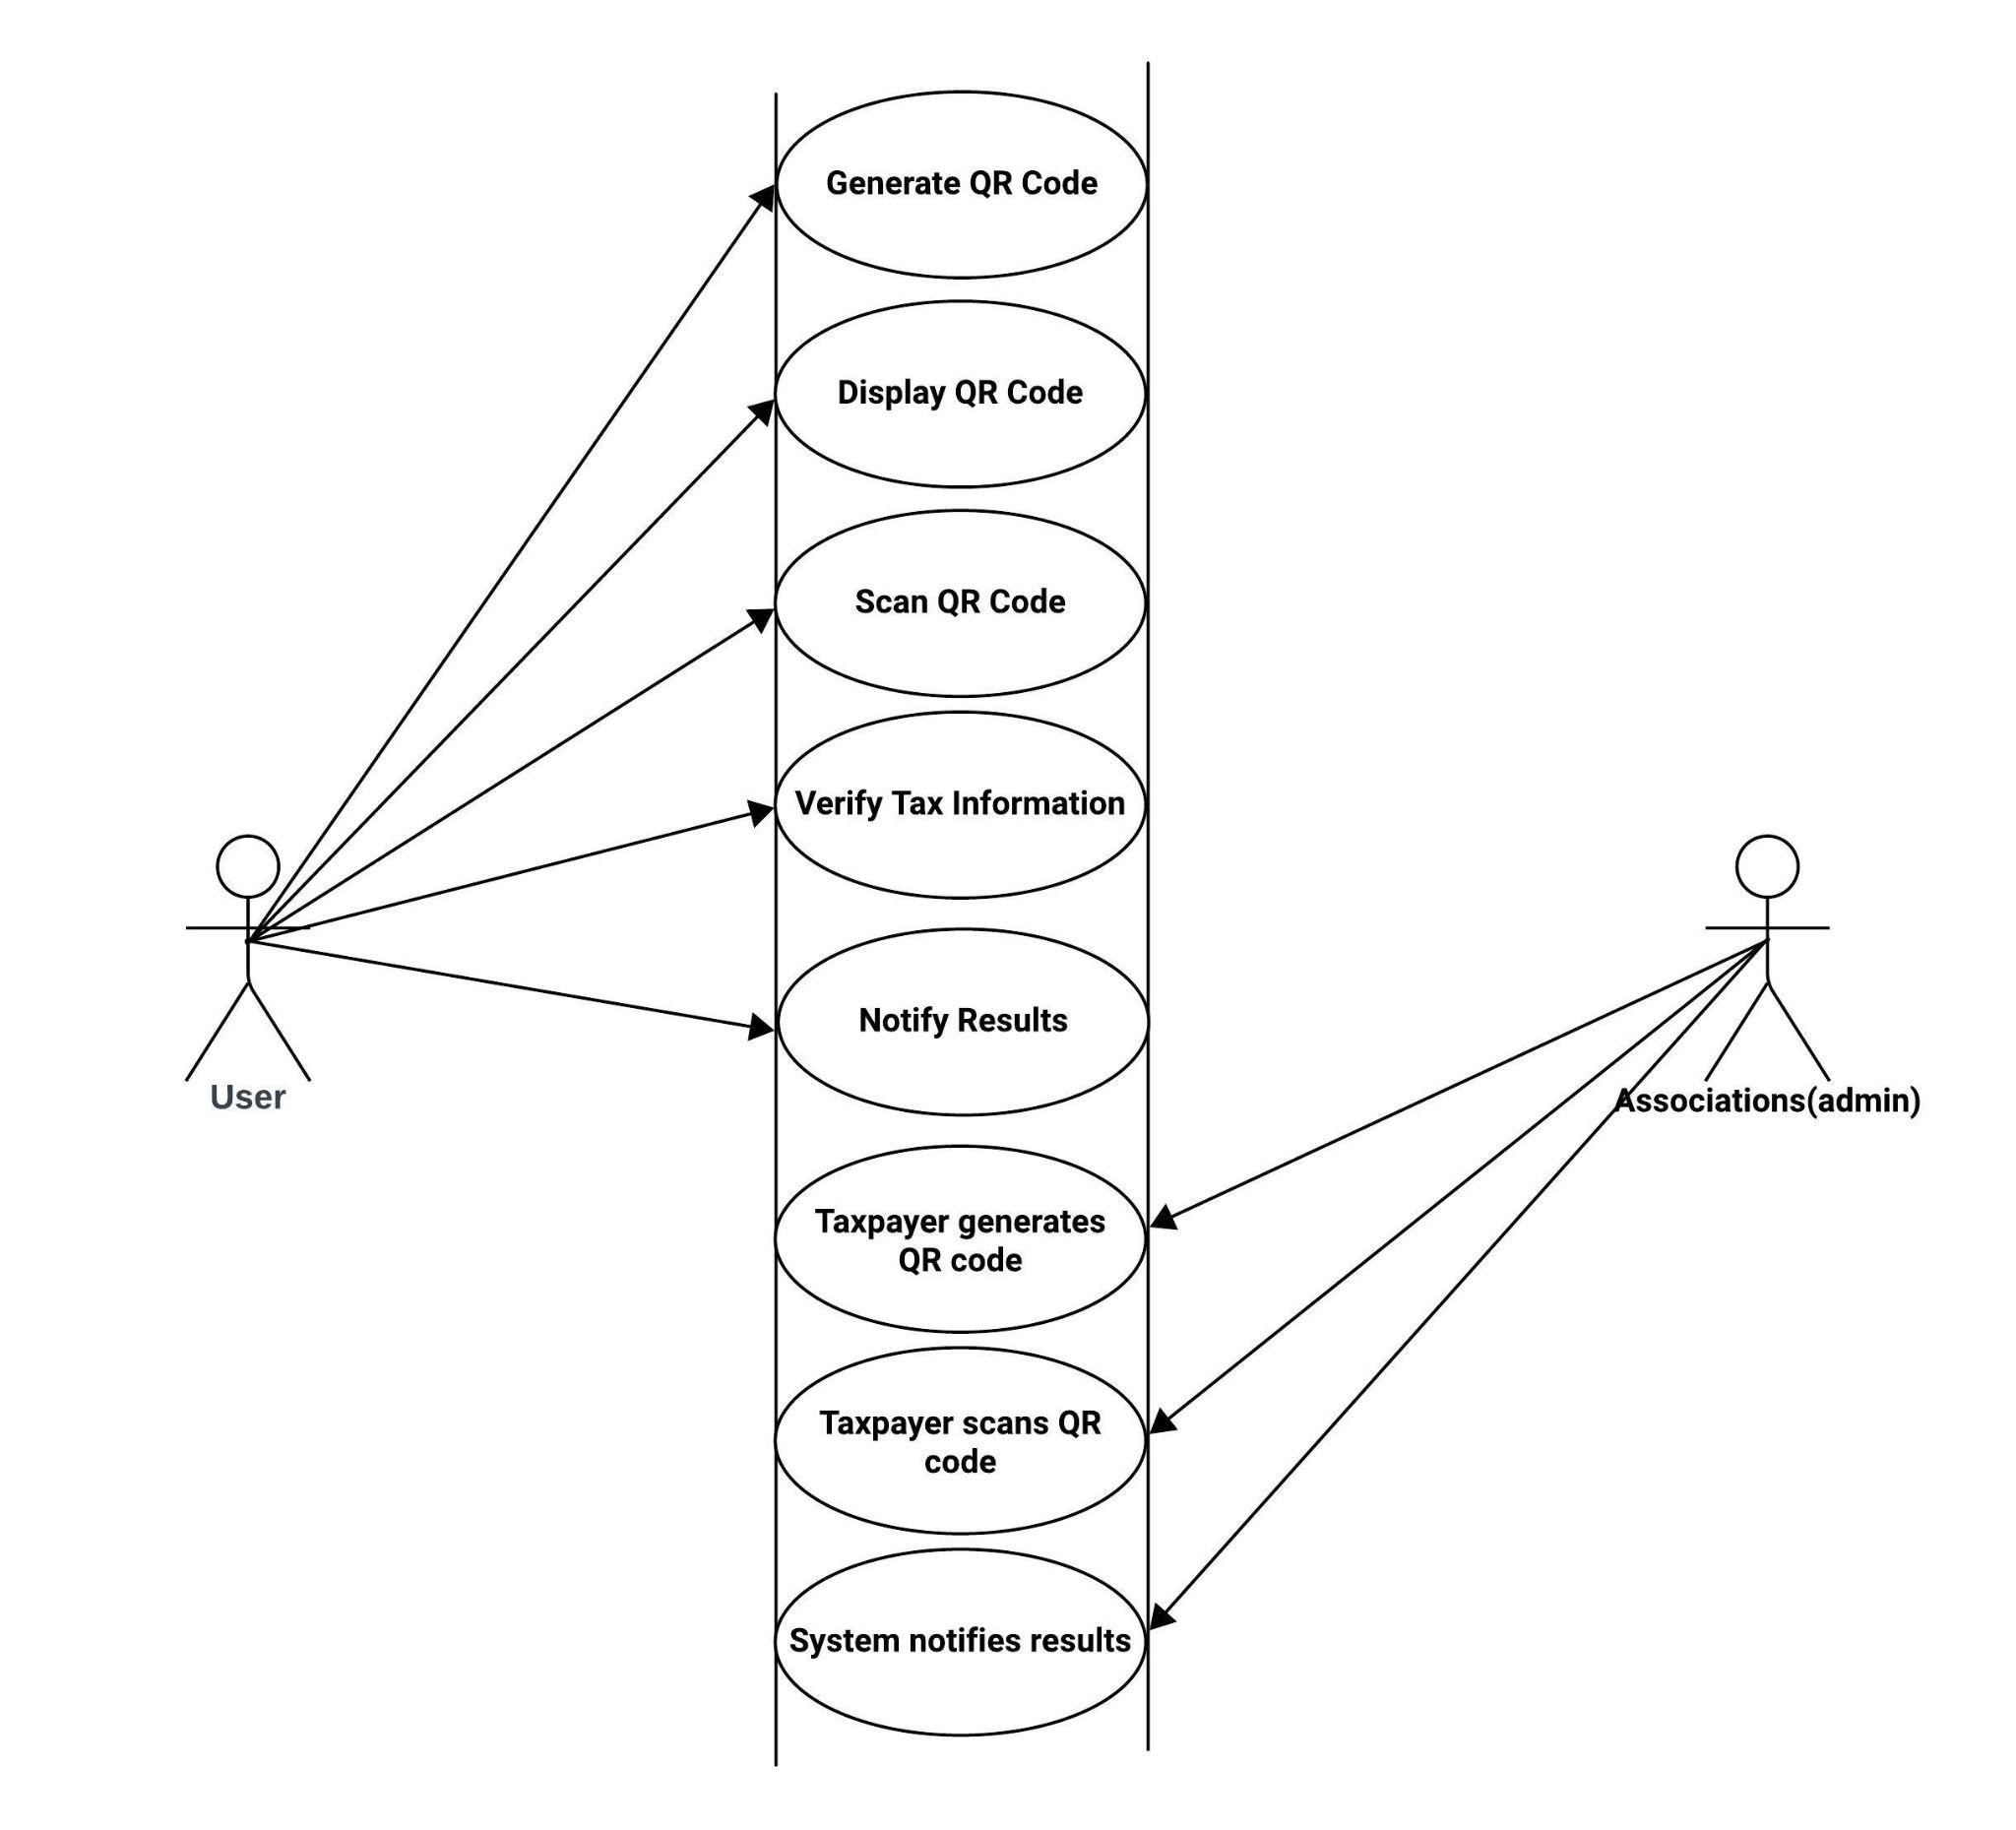 Generate QR Code
Display QR Code
Scan QR Code
Verify Tax Information
Notify Results
User
Associations(admin)
Taxpayer generates
QR code
Taxpayer scans QR
code
System notifies results